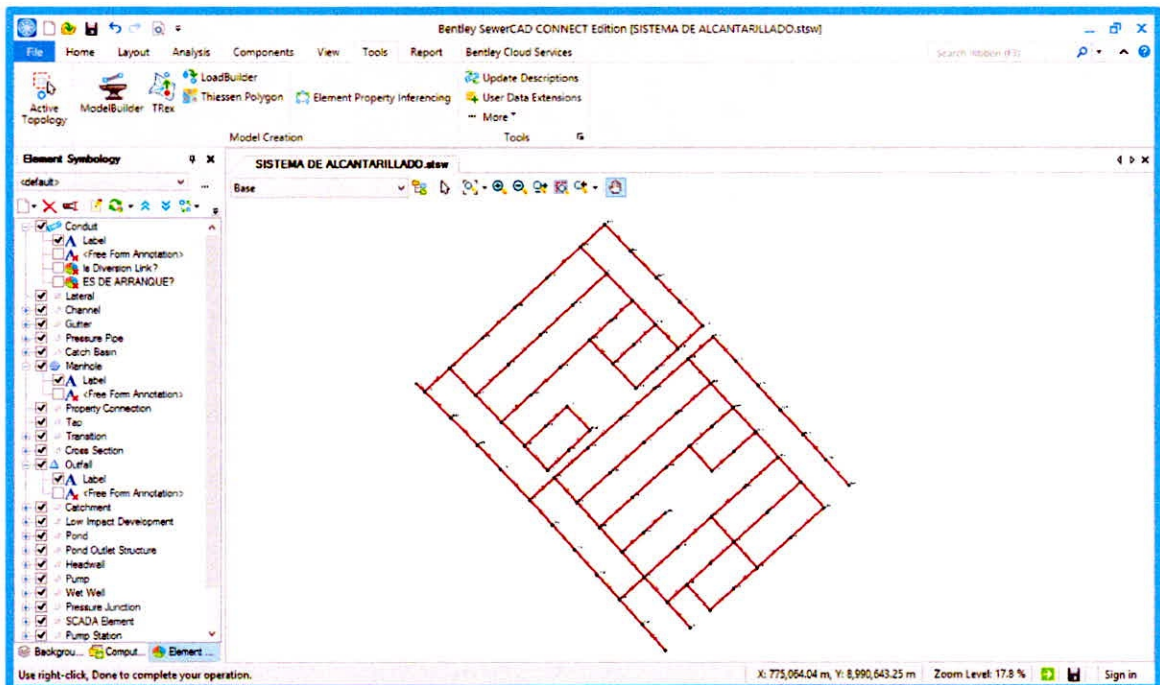 Bentley SewerCAD CONNECT Edition [SISTEMA DE ALCANTARILLADO.stsw]
File Home Layout Analysis Components View Tools Report Bentley Cloud Services Search Ribbon (F3)
Active Topology
ModelBuilder
TRex
LoadBuilder
Thiessen Polygon
Element Property Inferencing
Model Creation
Update Descriptions
User Data Extensions
More
Tools
Element Symbology
<default>
Conduit
Label
<Free Form Annotation>
Is Diversion Link?
ES DE ARRANQUE?
Lateral
Channel
Gutter
Pressure Pipe
Catch Basin
Manhole
Label
<Free Form Annotation>
Property Connection
Tap
Transition
Cross Section
Outfall
Label
<Free Form Annotation>
Catchment
Low Impact Development
Pond
Pond Outlet Structure
Headwall
Pump
Wet Well
Pressure Junction
SCADA Element
Pump Station
Backgrou... Comput... Element ...
SISTEMA DE ALCANTARILLADO.stsw
Base
Use right-click, Done to complete your operation.
X: 775,064.04 m, Y: 8,990,643.25 m Zoom Level: 17.8 % Sign in